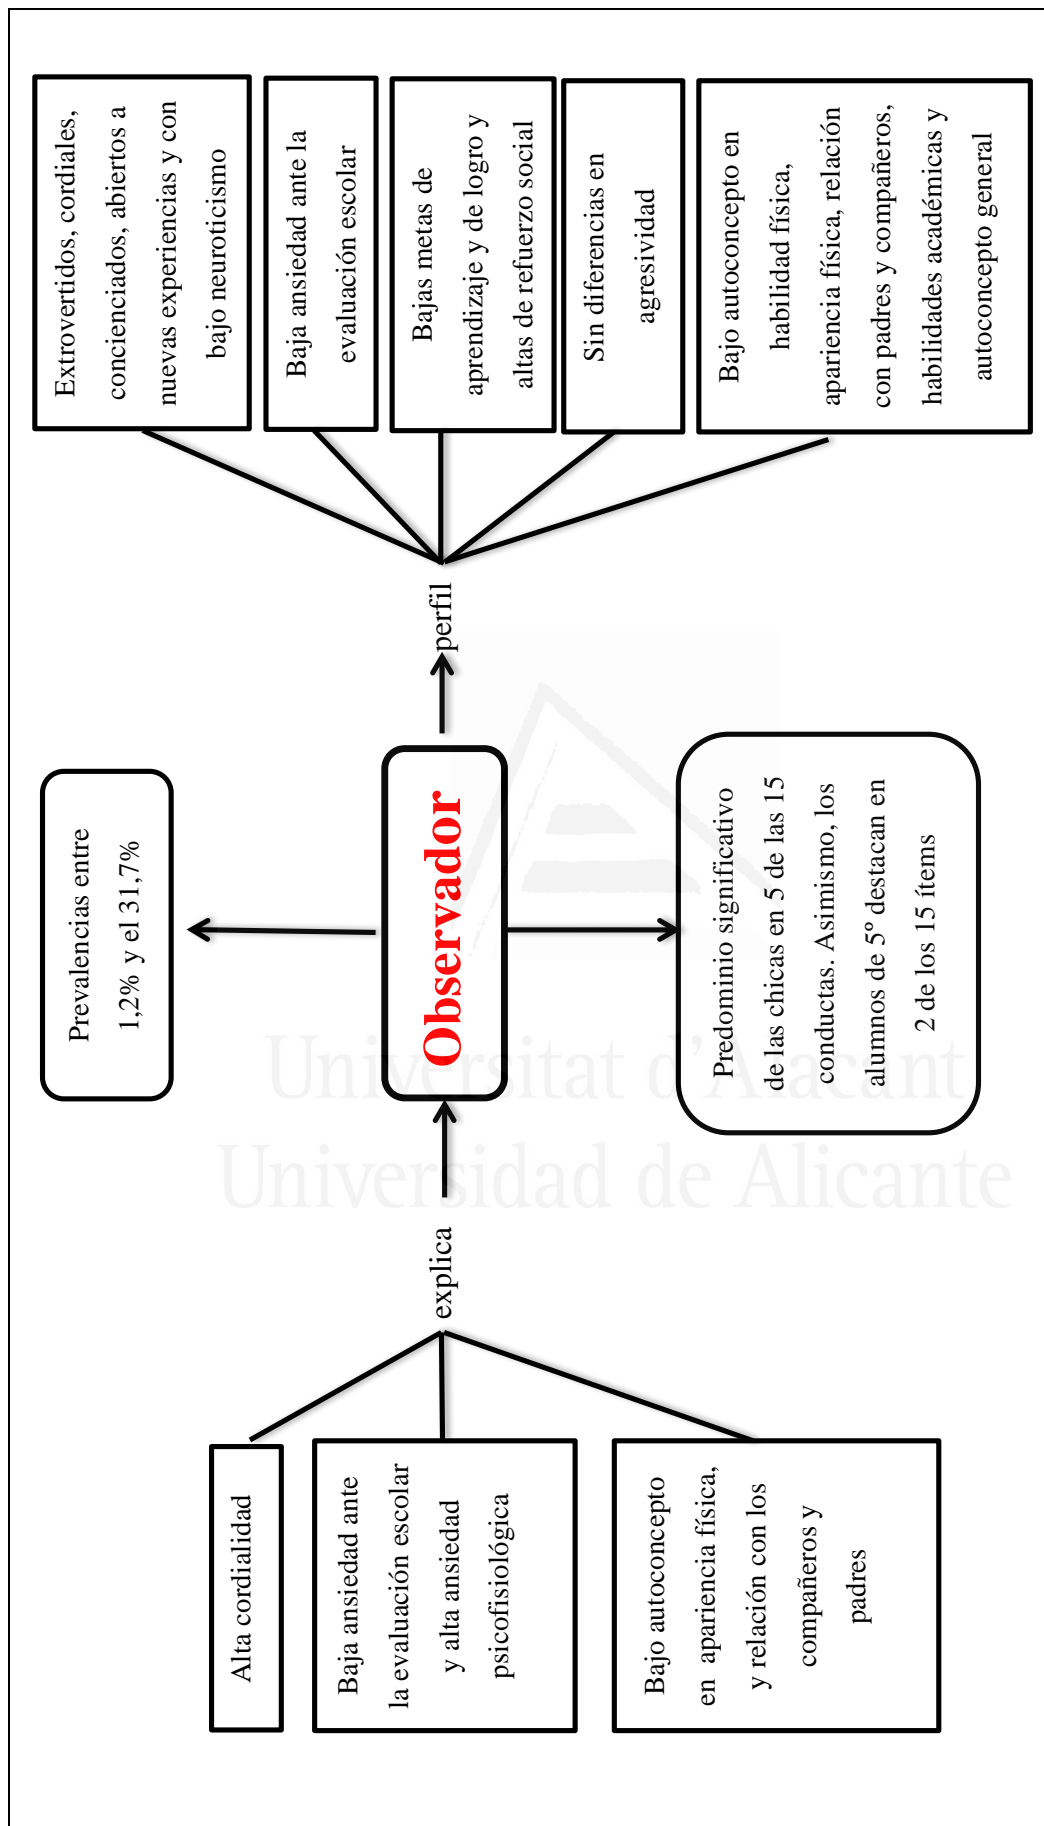 Prevalencias entre
1,2% y el 31,7%
Alta cordialidad
Baja ansiedad ante
la evaluación escolar
y alta ansiedad
psicofisiológica
Bajo autoconcepto
en apariencia física,
y relación con los
compañeros y
padres
explica
Observador
perfil
Extrovertidos, cordiales,
concienciados, abiertos a
nuevas experiencias y con
bajo neuroticismo
Baja ansiedad ante la
evaluación escolar
Bajas metas de
aprendizaje y de logro y
altas de refuerzo social
Sin diferencias en
agresividad
Bajo autoconcepto en
habilidad física,
apariencia física, relación
con padres y compañeros,
habilidades académicas y
autoconcepto general
Predominio significativo
de las chicas en 5 de las 15
conductas. Asimismo, los
alumnos de 5º destacan en
2 de los 15 ítems
Universitat d'Alacant
Universidad de Alicante